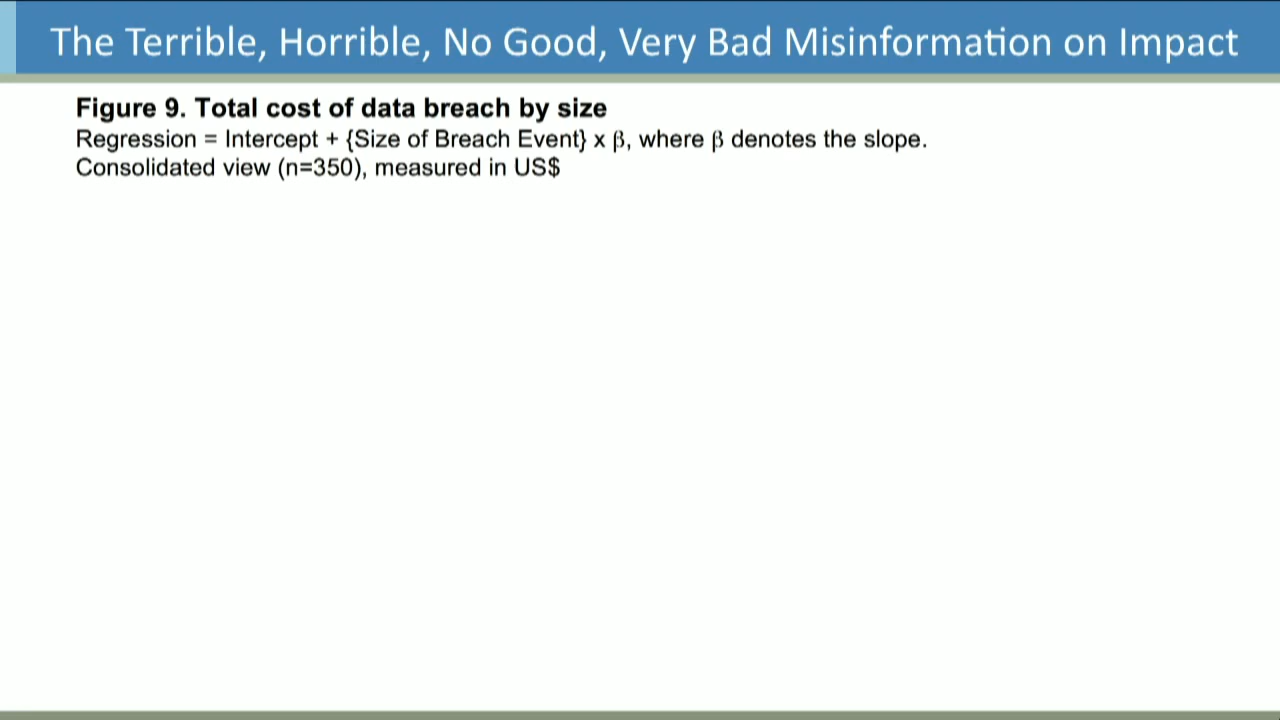 The Terrible, Horrible, No Good, Very Bad Misinformation on Impact
Figure 9. Total cost of data breach by size
Regression = Intercept + {Size of Breach Event} x β, where β denotes the slope.
Consolidated view (n=350), measured in US$